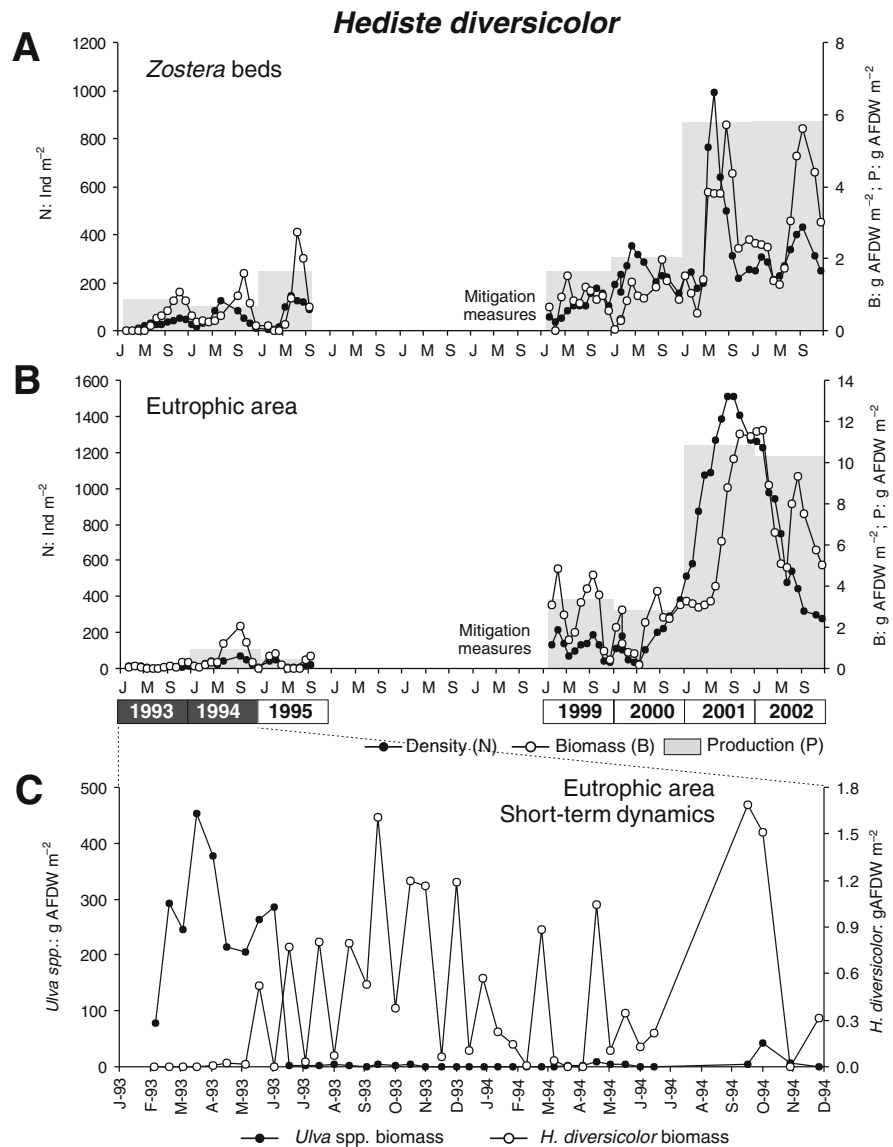 Hediste diversicolor
A
Zostera beds
N: Ind m⁻²
1200
1000
800
600
400
200
0
B: g AFDW m⁻²; P: g AFDW m⁻²
8
6
4
2
0
Mitigation
measures
J M S J M S J M S J M S J M S J M S J M S J M S J M S J M S
B
Eutrophic area
N: Ind m⁻²
1600
1400
1200
1000
800
600
400
200
0
B: g AFDW m⁻²; P: g AFDW m⁻²
14
12
10
8
6
4
2
0
Mitigation
measures
J M S J M S J M S J M S J M S J M S J M S J M S J M S J M S
1993 1994 1995 1999 2000 2001 2002
Density (N) Biomass (B) Production (P)
C
Eutrophic area
Short-term dynamics
Ulva spp.: g AFDW m⁻²
500
400
300
200
100
0
H. diversicolor. gAFDW m⁻²
1.8
1.5
1.2
0.9
0.6
0.3
0.0
J-93 F-93 M-93 A-93 M-93 J-93 J-93 A-93 S-93 O-93 N-93 D-93 J-94 F-94 M-94 A-94 M-94 J-94 J-94 A-94 S-94 O-94 N-94 D-94
Ulva spp. biomass H. diversicolor biomass